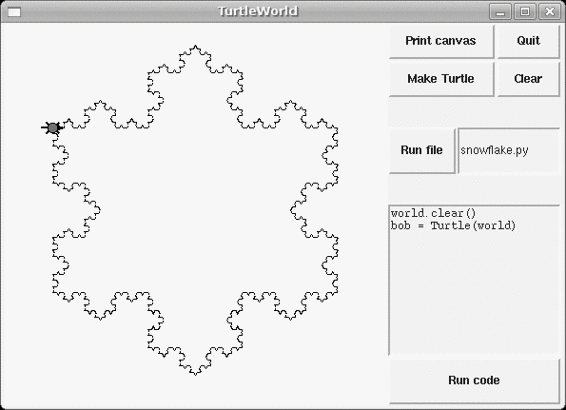 TurtleWorld
Print canvas
Quit
Make Turtle
Clear
Run file
snowflake.py
world.clear()
bob = Turtle(world)
Run code